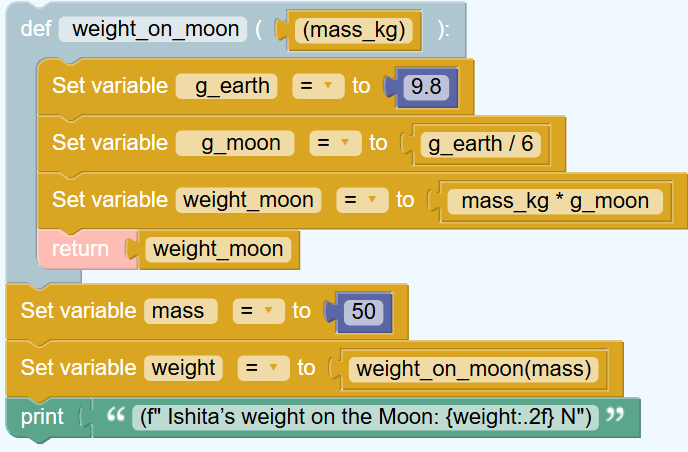 def weight_on_moon ( (mass_kg) ):
Set variable g_earth = to 9.8
Set variable g_moon = to g_earth / 6
Set variable weight_moon = to mass_kg * g_moon
return weight_moon
Set variable mass = to 50
Set variable weight = to weight_on_moon(mass)
print “ (f" Ishita’s weight on the Moon: {weight:.2f} N") ”